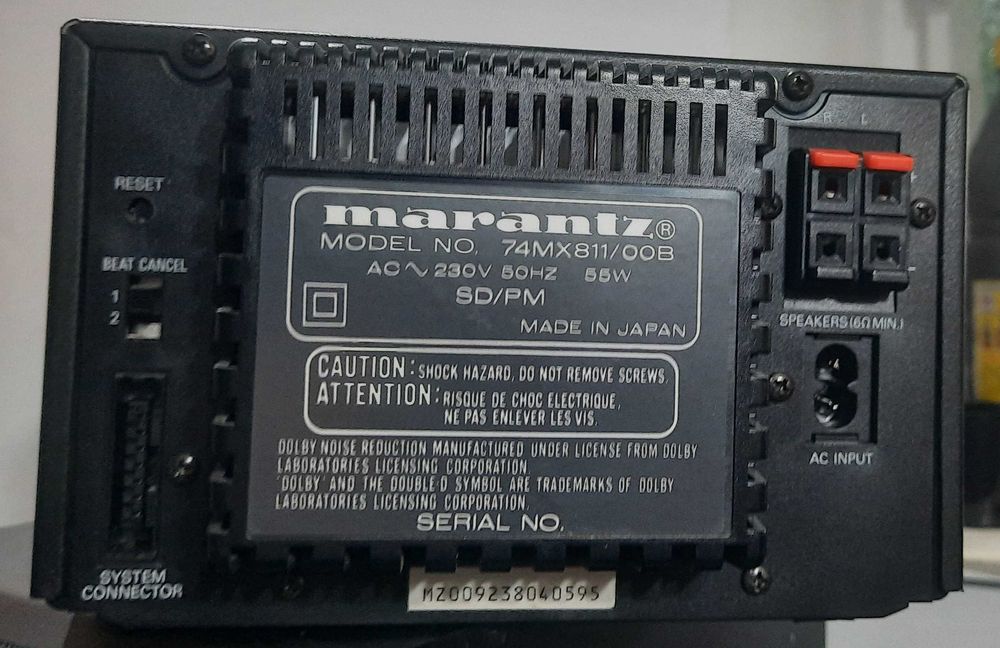 RESET
BEAT CANCEL
1
2
SYSTEM
CONNECTOR
marantz®
MODEL NO. 74MX811/00B
AC ∿ 230V 50HZ 55W
SD/PM
MADE IN JAPAN
CAUTION: SHOCK HAZARD, DO NOT REMOVE SCREWS.
ATTENTION: RISQUE DE CHOC ELECTRIQUE,
NE PAS ENLEVER LES VIS.
DOLBY NOISE REDUCTION MANUFACTURED UNDER LICENSE FROM DOLBY
LABORATORIES LICENSING CORPORATION.
'DOLBY' AND THE DOUBLE-D SYMBOL ARE TRADEMARKS OF DOLBY
LABORATORIES LICENSING CORPORATION.
SERIAL NO.
MZ009238040595
R L
SPEAKERS (6Ω MIN.)
AC INPUT